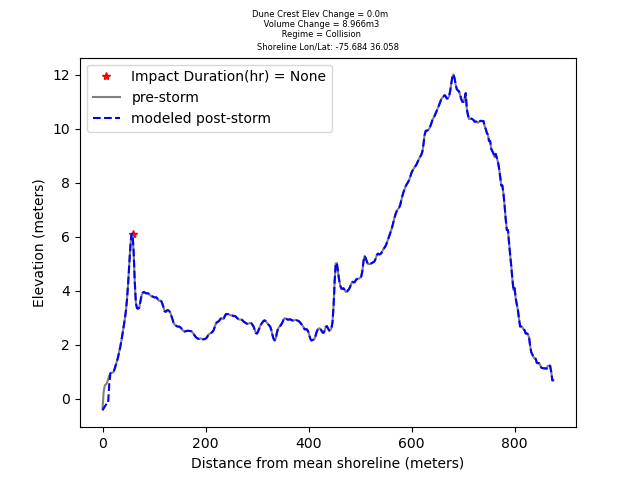 Dune Crest Elev Change = 0.0m
Volume Change = 8.966m3
Regime = Collision
Shoreline Lon/Lat: -75.684 36.058
Impact Duration(hr) = None
pre-storm
modeled post-storm
12
10
8
6
4
2
0
Elevation (meters)
0 200 400 600 800
Distance from mean shoreline (meters)